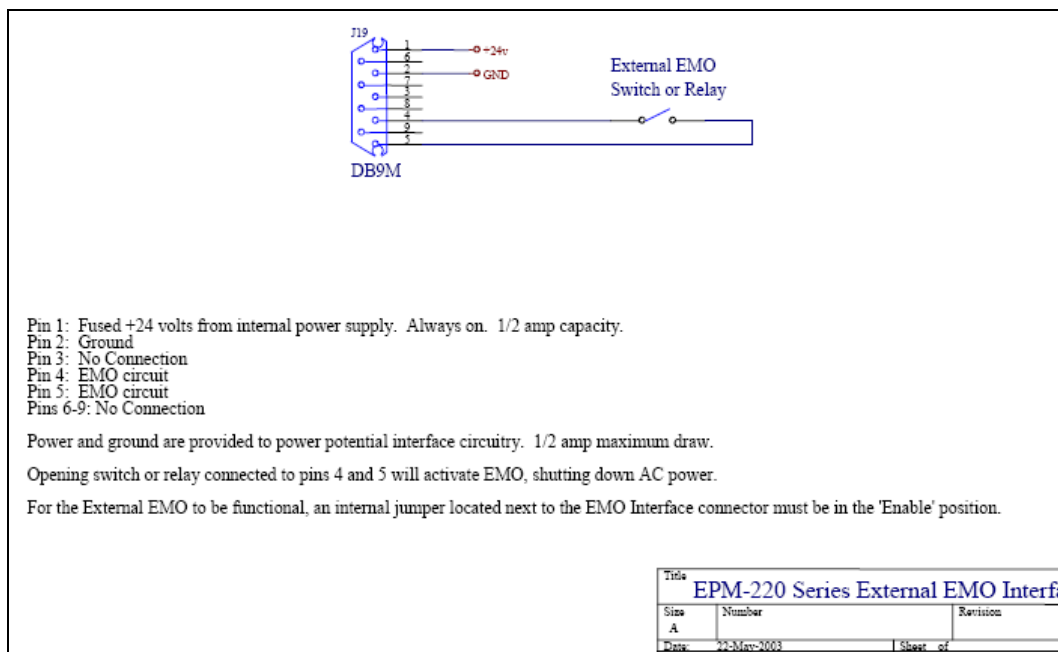 J19
1
+24v
6
2
GND
7
3
8
4
9
5
DB9M
External EMO
Switch or Relay
Pin 1: Fused +24 volts from internal power supply. Always on. 1/2 amp capacity.
Pin 2: Ground
Pin 3: No Connection
Pin 4: EMO circuit
Pin 5: EMO circuit
Pins 6-9: No Connection
Power and ground are provided to power potential interface circuitry. 1/2 amp maximum draw.
Opening switch or relay connected to pins 4 and 5 will activate EMO, shutting down AC power.
For the External EMO to be functional, an internal jumper located next to the EMO Interface connector must be in the 'Enable' position.
Title
EPM-220 Series External EMO Interfa
Size
Number
Revision
A
Date:
22-May-2003
Sheet of